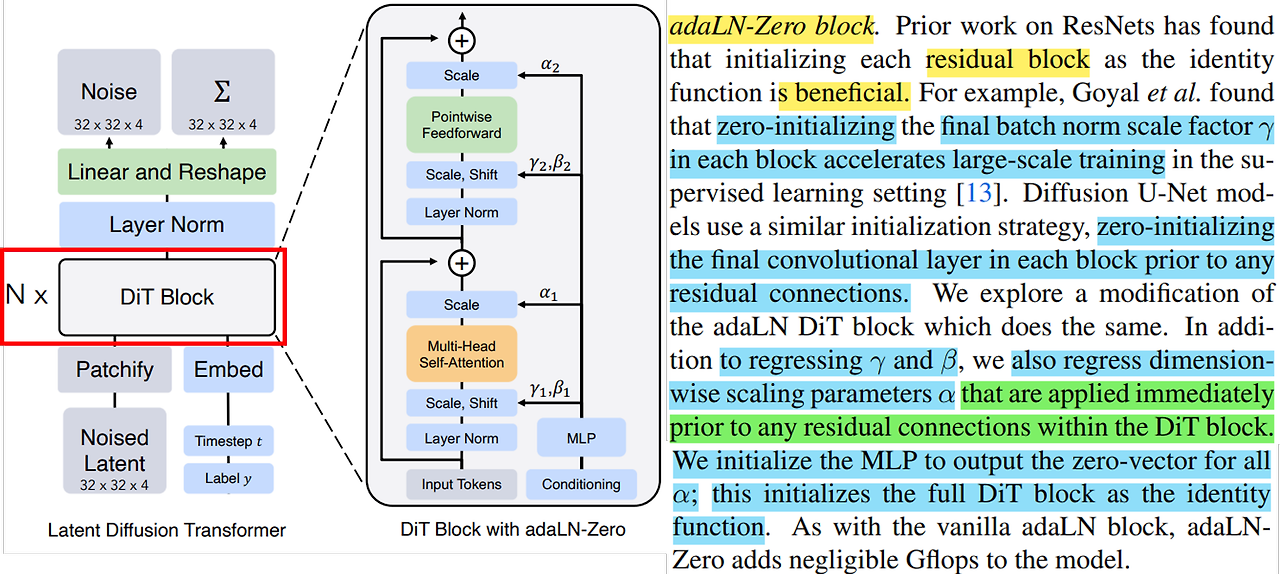 Noise
32 x 32 x 4
Σ
32 x 32 x 4
Linear and Reshape
Layer Norm
N x
DiT Block
Patchify
Embed
Noised
Latent
32 x 32 x 4
Timestep t
Label y
Latent Diffusion Transformer
+
Scale
α₂
Pointwise
Feedforward
Scale, Shift
γ₂,β₂
Layer Norm
+
Scale
α₁
Multi-Head
Self-Attention
Scale, Shift
γ₁,β₁
Layer Norm
MLP
Input Tokens
Conditioning
DiT Block with adaLN-Zero
adaLN-Zero block. Prior work on ResNets has found
that initializing each residual block as the identity
function is beneficial. For example, Goyal et al. found
that zero-initializing the final batch norm scale factor γ
in each block accelerates large-scale training in the su-
pervised learning setting [13]. Diffusion U-Net mod-
els use a similar initialization strategy, zero-initializing
the final convolutional layer in each block prior to any
residual connections. We explore a modification of
the adaLN DiT block which does the same. In addi-
tion to regressing γ and β, we also regress dimension-
wise scaling parameters α that are applied immediately
prior to any residual connections within the DiT block.
We initialize the MLP to output the zero-vector for all
α; this initializes the full DiT block as the identity
function. As with the vanilla adaLN block, adaLN-
Zero adds negligible Gflops to the model.